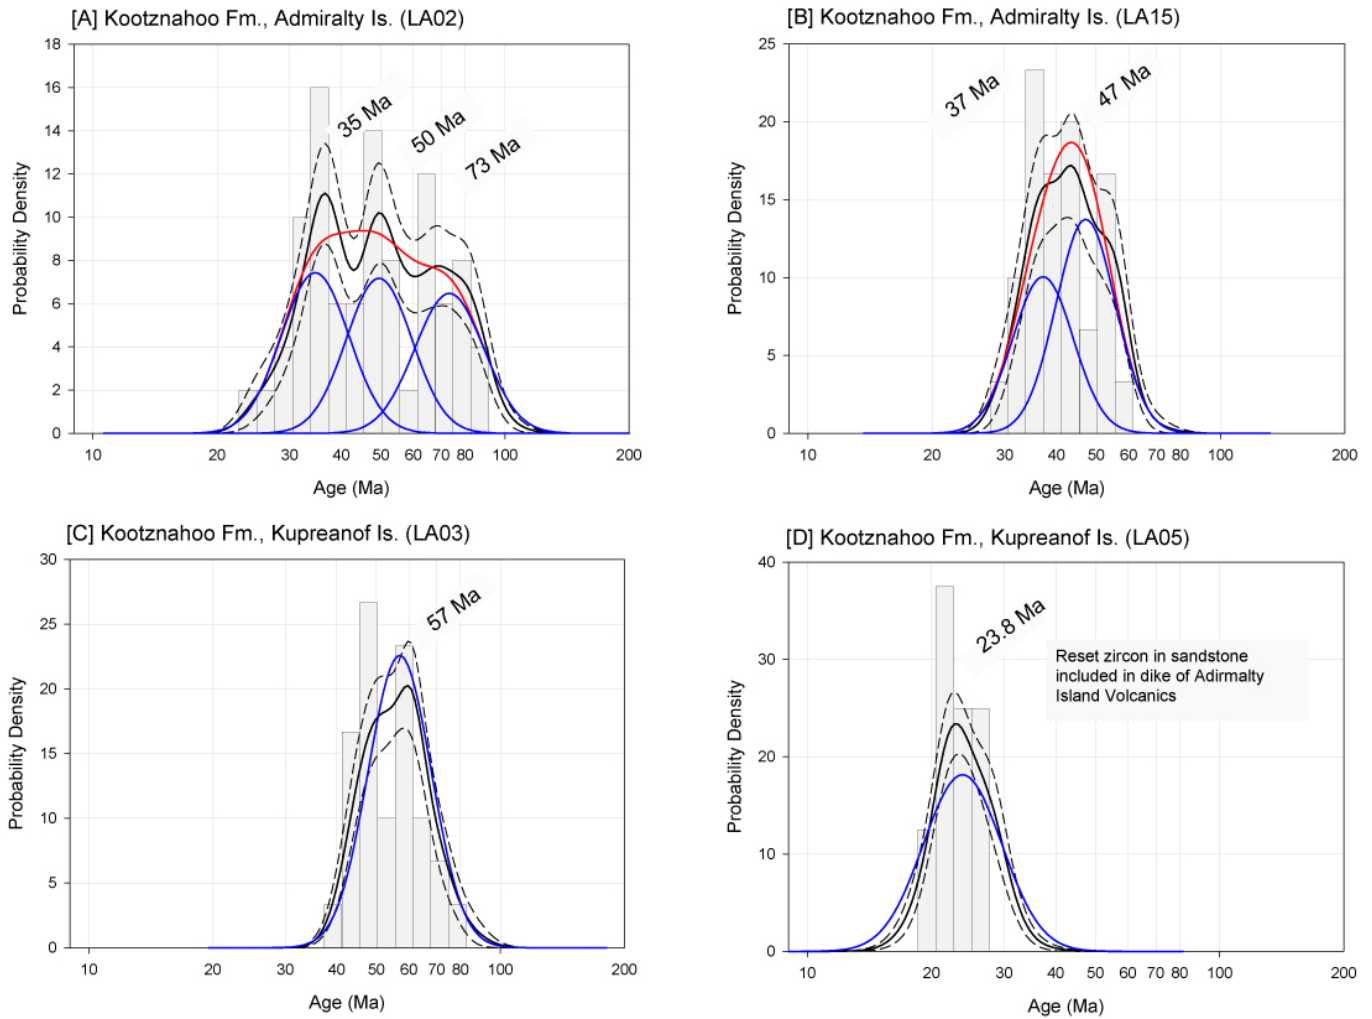 [A] Kootznahoo Fm., Admiralty Is. (LA02)
18
16
14
12
10
8
6
4
2
0
Probability Density
35 Ma
50 Ma
73 Ma
10 20 30 40 50 60 70 100 200
Age (Ma)
[B] Kootznahoo Fm., Admiralty Is. (LA15)
25
20
15
10
5
0
Probability Density
37 Ma
47 Ma
10 20 30 40 50 60 70 80 100 200
Age (Ma)
[C] Kootznahoo Fm., Kupreanof Is. (LA03)
30
25
20
15
10
5
0
Probability Density
57 Ma
10 20 30 40 50 60 70 80 100 200
Age (Ma)
[D] Kootznahoo Fm., Kupreanof Is. (LA05)
40
30
20
10
0
Probability Density
23.8 Ma
Reset zircon in sandstone
included in dike of Adirmalty
Island Volcanics
10 20 30 40 50 60 70 80 100 200
Age (Ma)